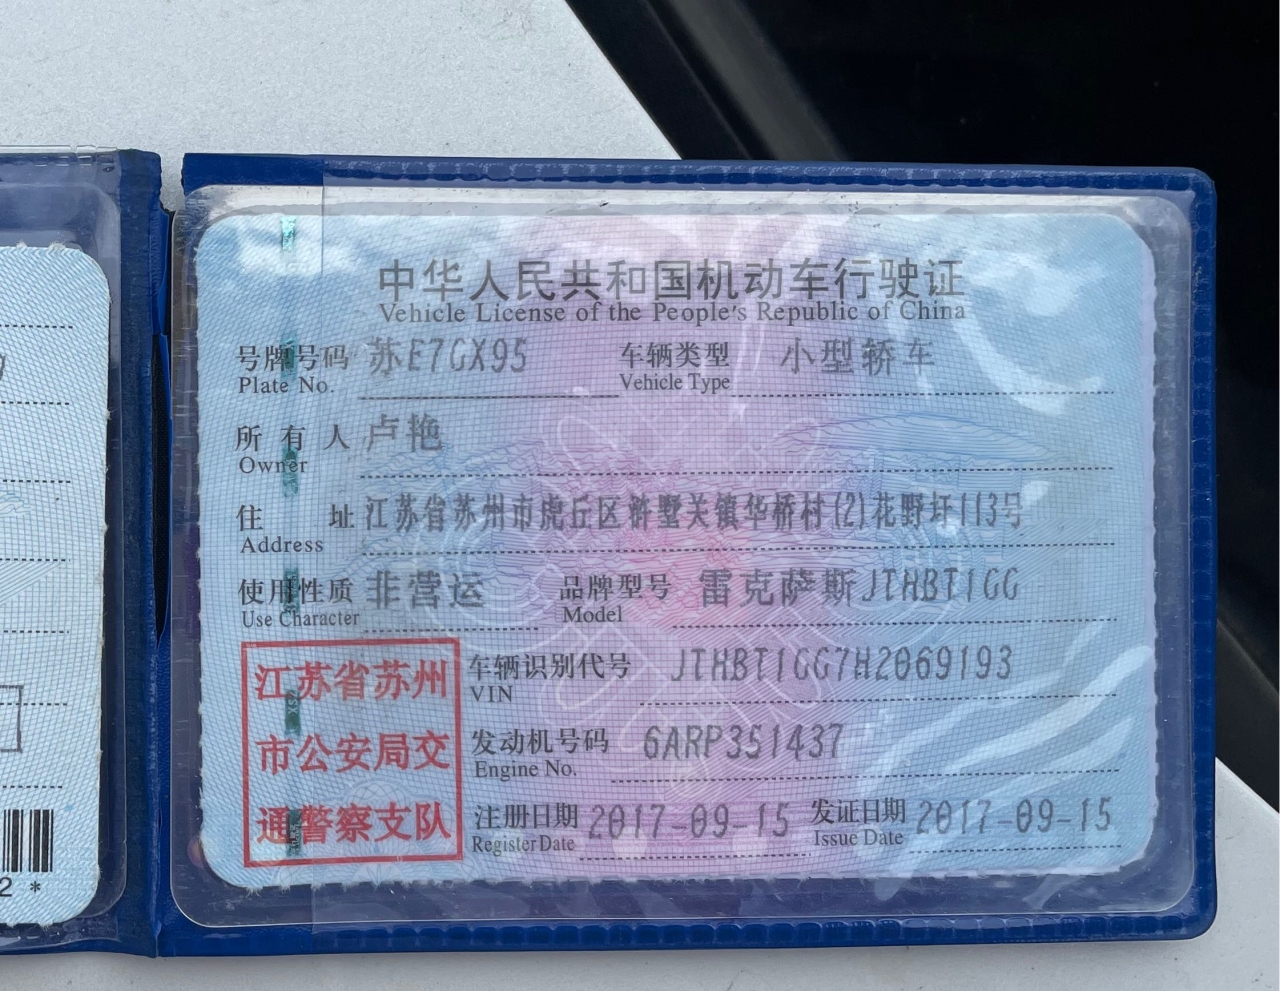 中华人民共和国机动车行驶证
Vehicle License of the People's Republic of China
号牌号码 苏E7GX95 车辆类型 小型轿车
Plate No. Vehicle Type
所有人 卢艳
Owner
住址 江苏省苏州市虎丘区浒墅关镇华桥村(2)花野圩113号
Address
使用性质 非营运 品牌型号 雷克萨斯JTHBT1GG
Use Character Model
江苏省苏州
市公安局交
通警察支队
车辆识别代号 JTHBT1GG7H2069193
VIN
发动机号码 6ARP351437
Engine No.
注册日期 2017-09-15 发证日期 2017-09-15
Register Date Issue Date
2 *